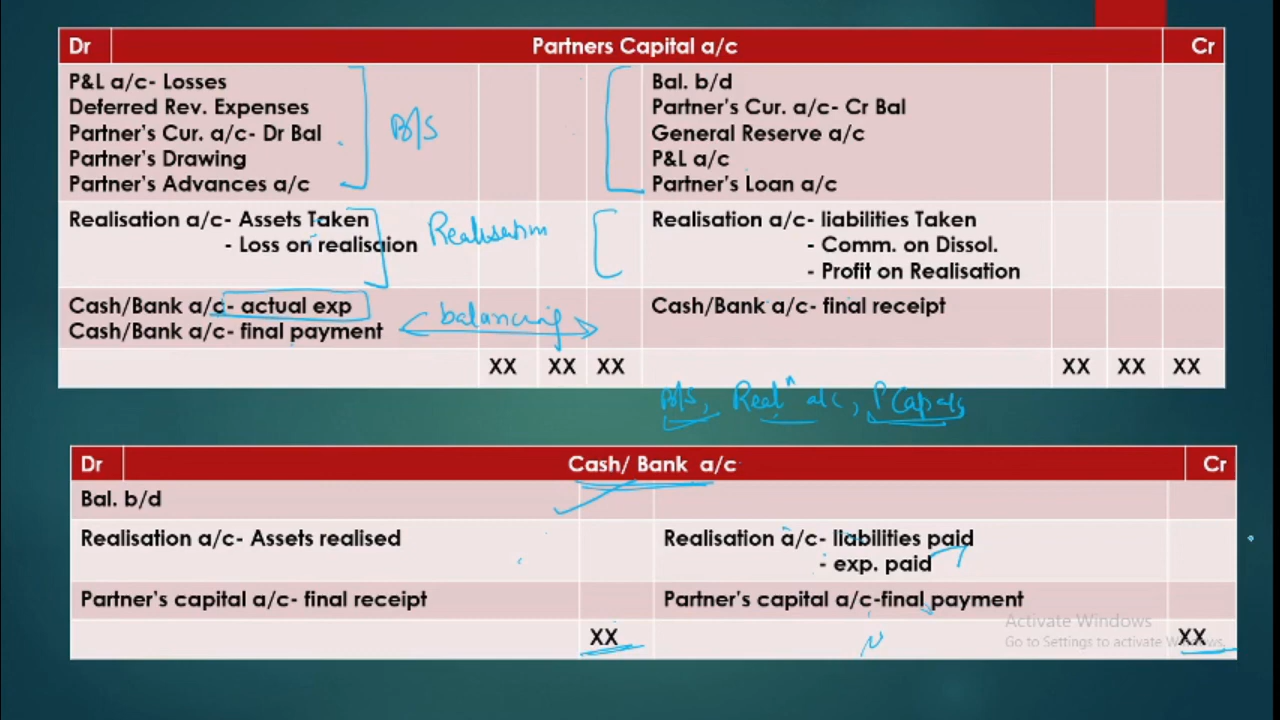 Dr Partners Capital a/c Cr
P&L a/c- Losses
Deferred Rev. Expenses
Partner's Cur. a/c- Dr Bal
Partner's Drawing
Partner's Advances a/c
B/S
Bal. b/d
Partner's Cur. a/c- Cr Bal
General Reserve a/c
P&L a/c
Partner's Loan a/c
Realisation a/c- Assets Taken
- Loss on realisaion
Realisation
Realisation a/c- liabilities Taken
- Comm. on Dissol.
- Profit on Realisation
Cash/Bank a/c- actual exp
Cash/Bank a/c- final payment
balancing
Cash/Bank a/c- final receipt
XX XX XX XX XX XX
B/S, Realⁿ a/c, P Cap a/c
Dr Cash/ Bank a/c Cr
Bal. b/d
Realisation a/c- Assets realised
Realisation a/c- liabilities paid
- exp. paid
Partner's capital a/c- final receipt
Partner's capital a/c-final payment
Activate Windows
XX XX
Go to Settings to activate Windows.